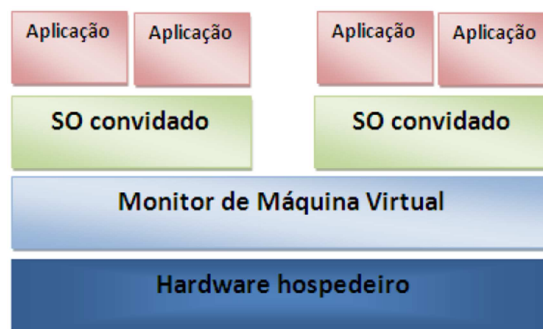 Aplicação Aplicação Aplicação Aplicação
SO convidado SO convidado
Monitor de Máquina Virtual
Hardware hospedeiro